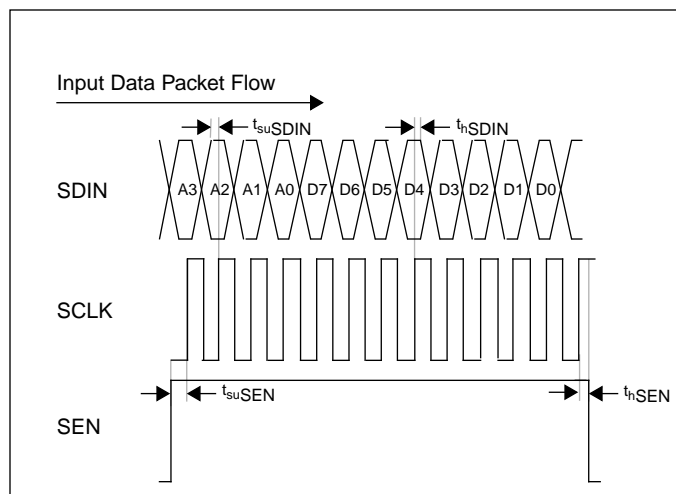 Input Data Packet Flow
tsuSDIN thSDIN
SDIN A3 A2 A1 A0 D7 D6 D5 D4 D3 D2 D1 D0
SCLK
tsuSEN thSEN
SEN